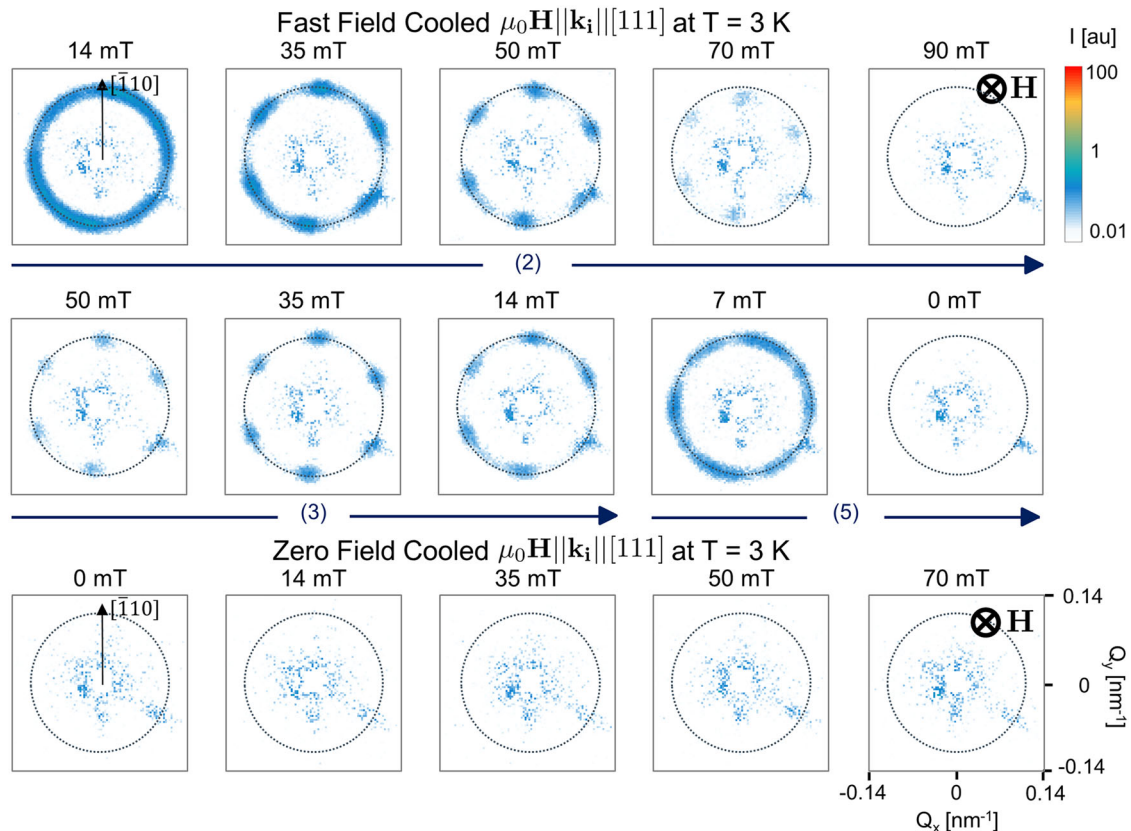 Fast Field Cooled μ₀H||kᵢ||[111] at T = 3 K
14 mT 35 mT 50 mT 70 mT 90 mT
I [au]
[1̄10]
H
100
1
0.01
(2)
50 mT 35 mT 14 mT 7 mT 0 mT
(3) (5)
Zero Field Cooled μ₀H||kᵢ||[111] at T = 3 K
0 mT 14 mT 35 mT 50 mT 70 mT
[1̄10]
H
0.14
0
-0.14
Q_y [nm⁻¹]
-0.14 0 0.14
Q_x [nm⁻¹]